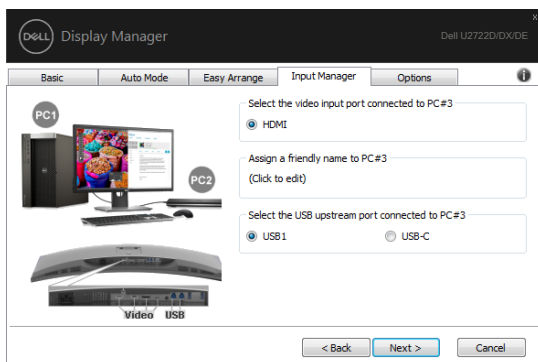 DELL Display Manager
Dell U2722D/DX/DE
x
Basic Auto Mode Easy Arrange Input Manager Options
i
PC1
PC2
Video USB
Select the video input port connected to PC#3
HDMI
Assign a friendly name to PC#3
(Click to edit)
Select the USB upstream port connected to PC#3
USB1 USB-C
< Back Next > Cancel